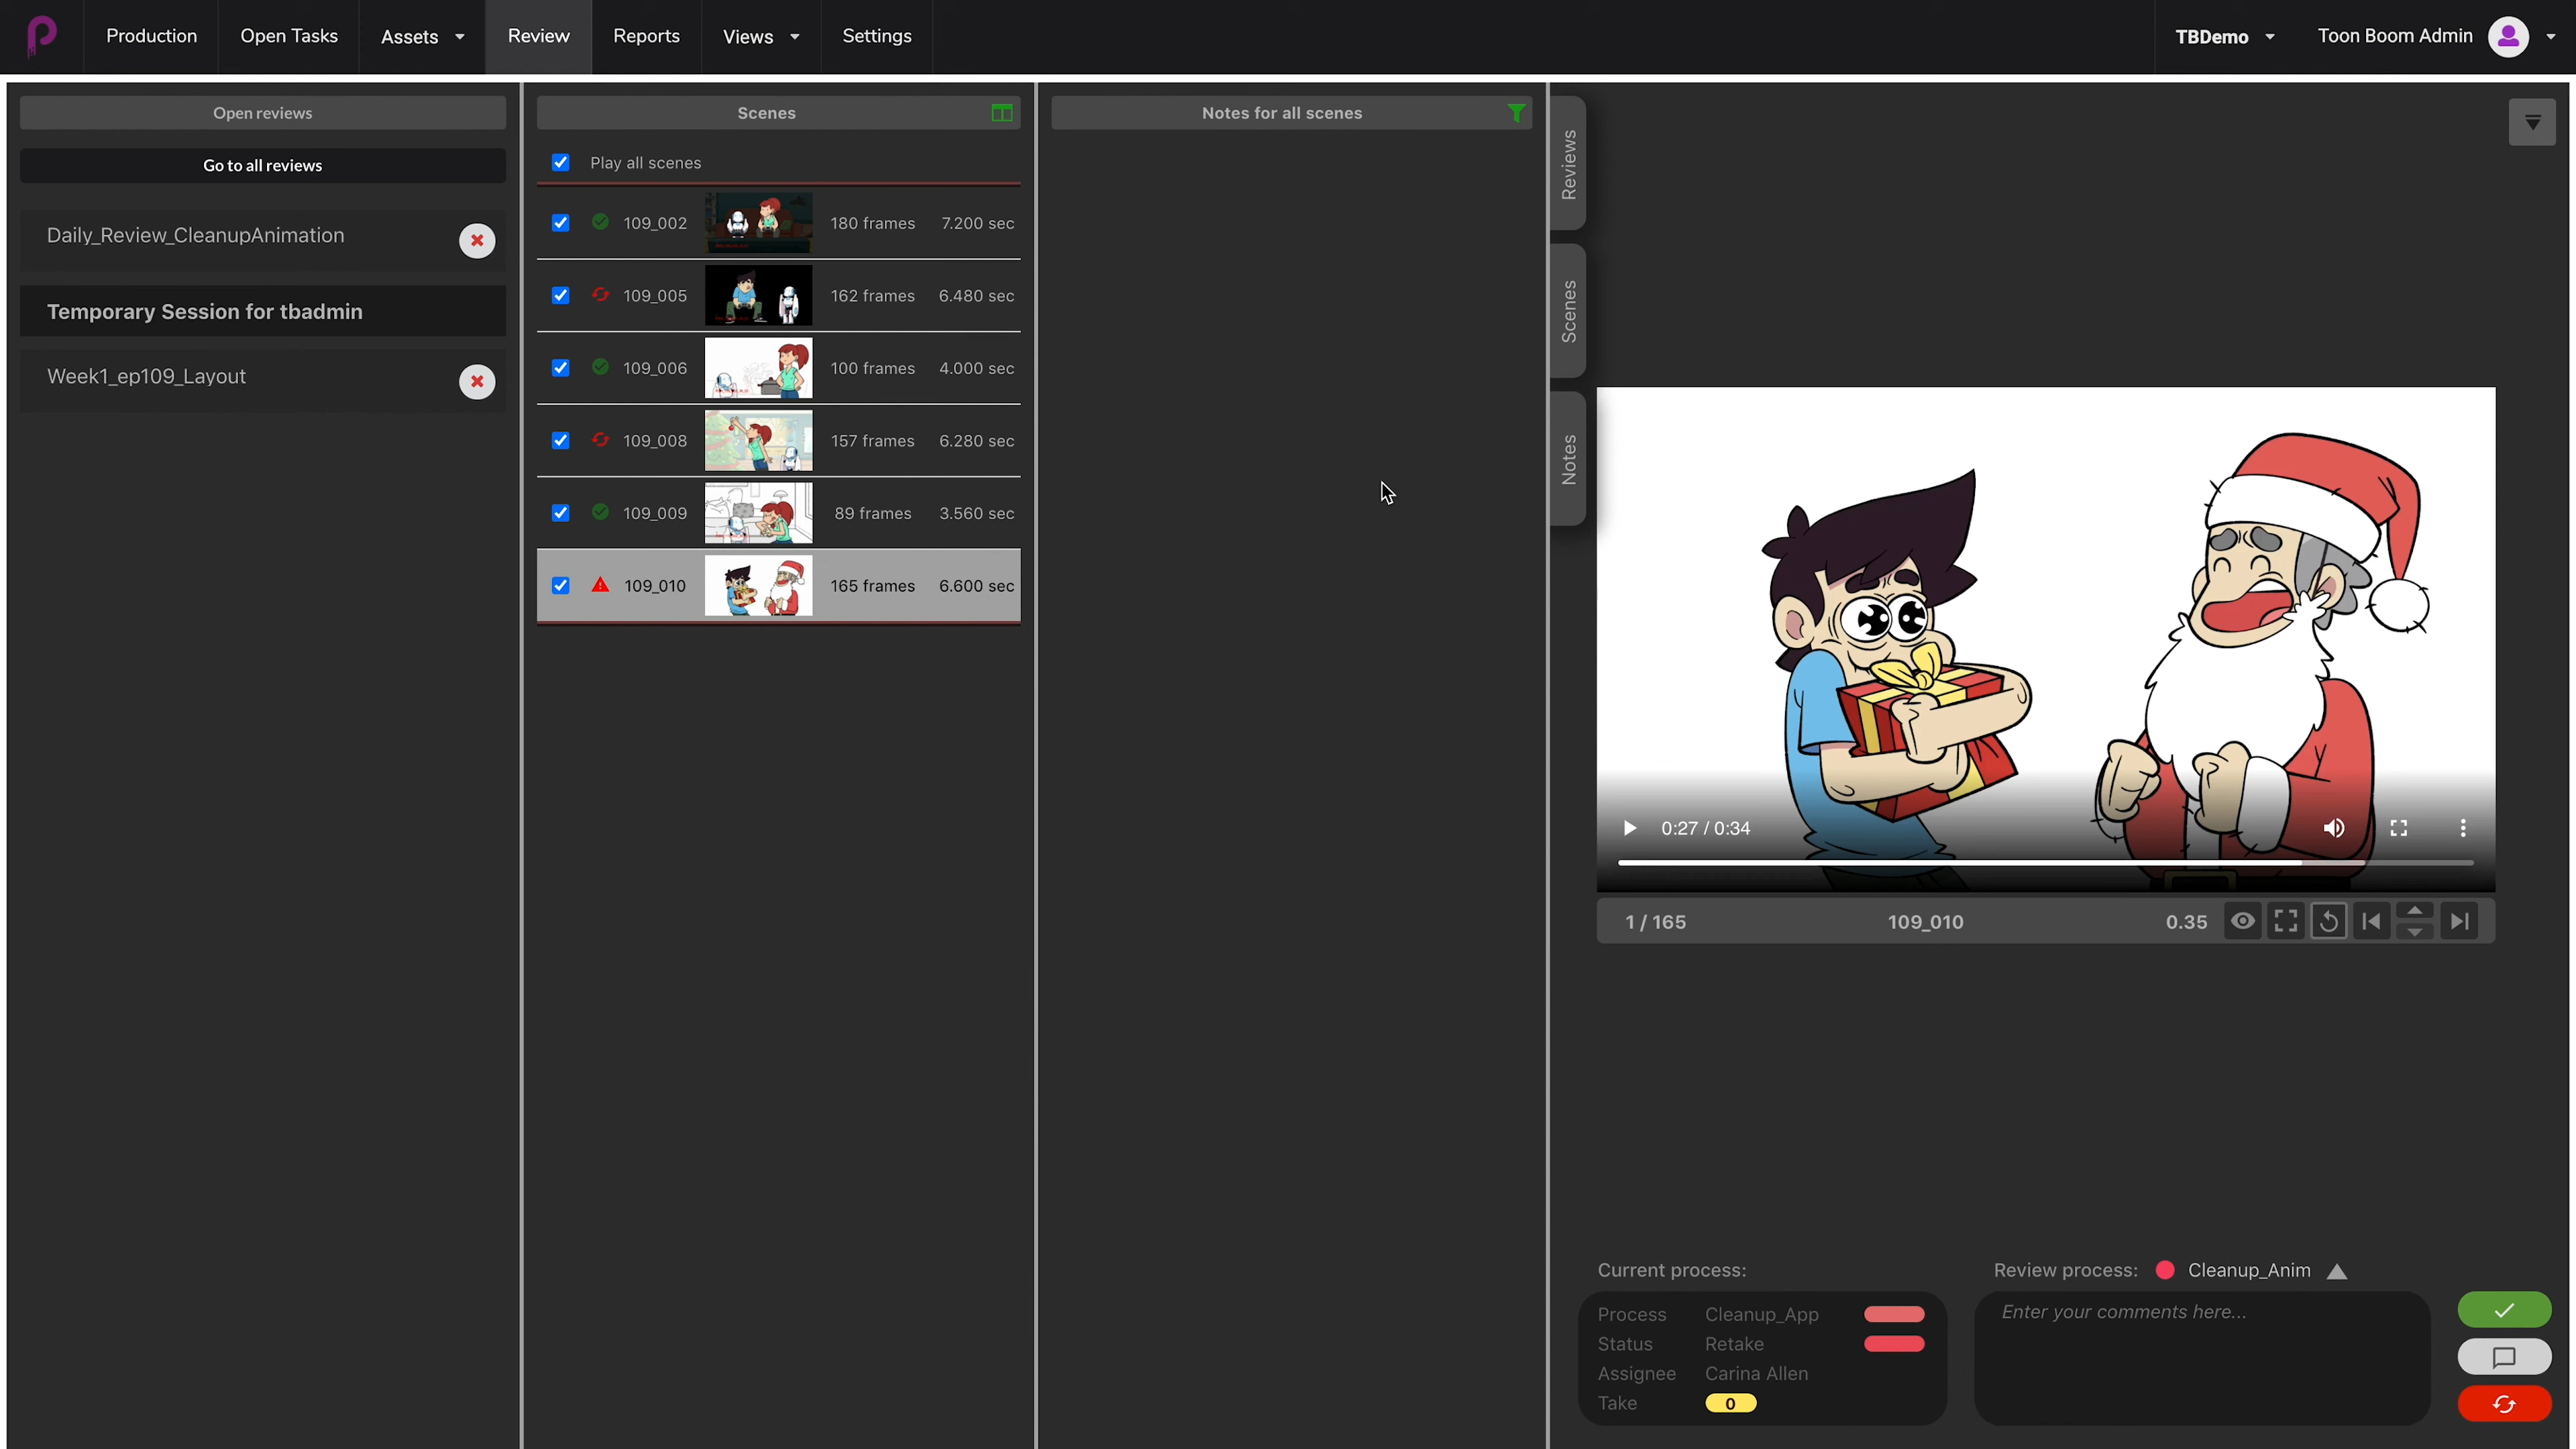 Production
Open Tasks
Assets
Review
Reports
Views
Settings
TBDemo
Toon Boom Admin
Open reviews
Go to all reviews
Daily_Review_CleanupAnimation
Temporary Session for tbadmin
Week1_ep109_Layout
Scenes
Play all scenes
109_002 180 frames 7.200 sec
109_005 162 frames 6.480 sec
109_006 100 frames 4.000 sec
109_008 157 frames 6.280 sec
109_009 89 frames 3.560 sec
109_010 165 frames 6.600 sec
Notes for all scenes
Reviews
Scenes
Notes
0:27 / 0:34
1 / 165 109_010 0.35
Current process:
Process Cleanup_App
Status Retake
Assignee Carina Allen
Take 0
Review process: Cleanup_Anim
Enter your comments here...